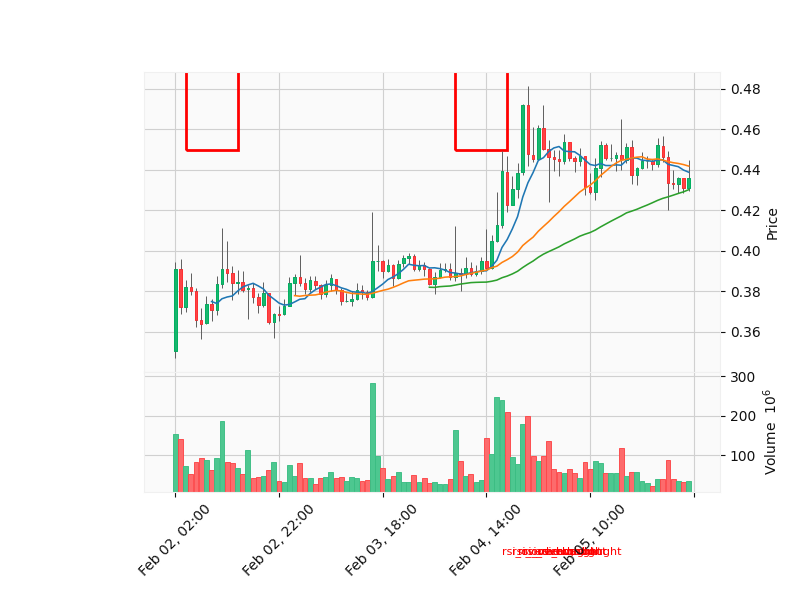 0.48
0.46
0.44
0.42
0.40
0.38
0.36
Price
300
200
100
Volume 10⁶
Feb 02, 02:00
Feb 02, 22:00
Feb 03, 18:00
Feb 04, 14:00
Feb 05, 10:00